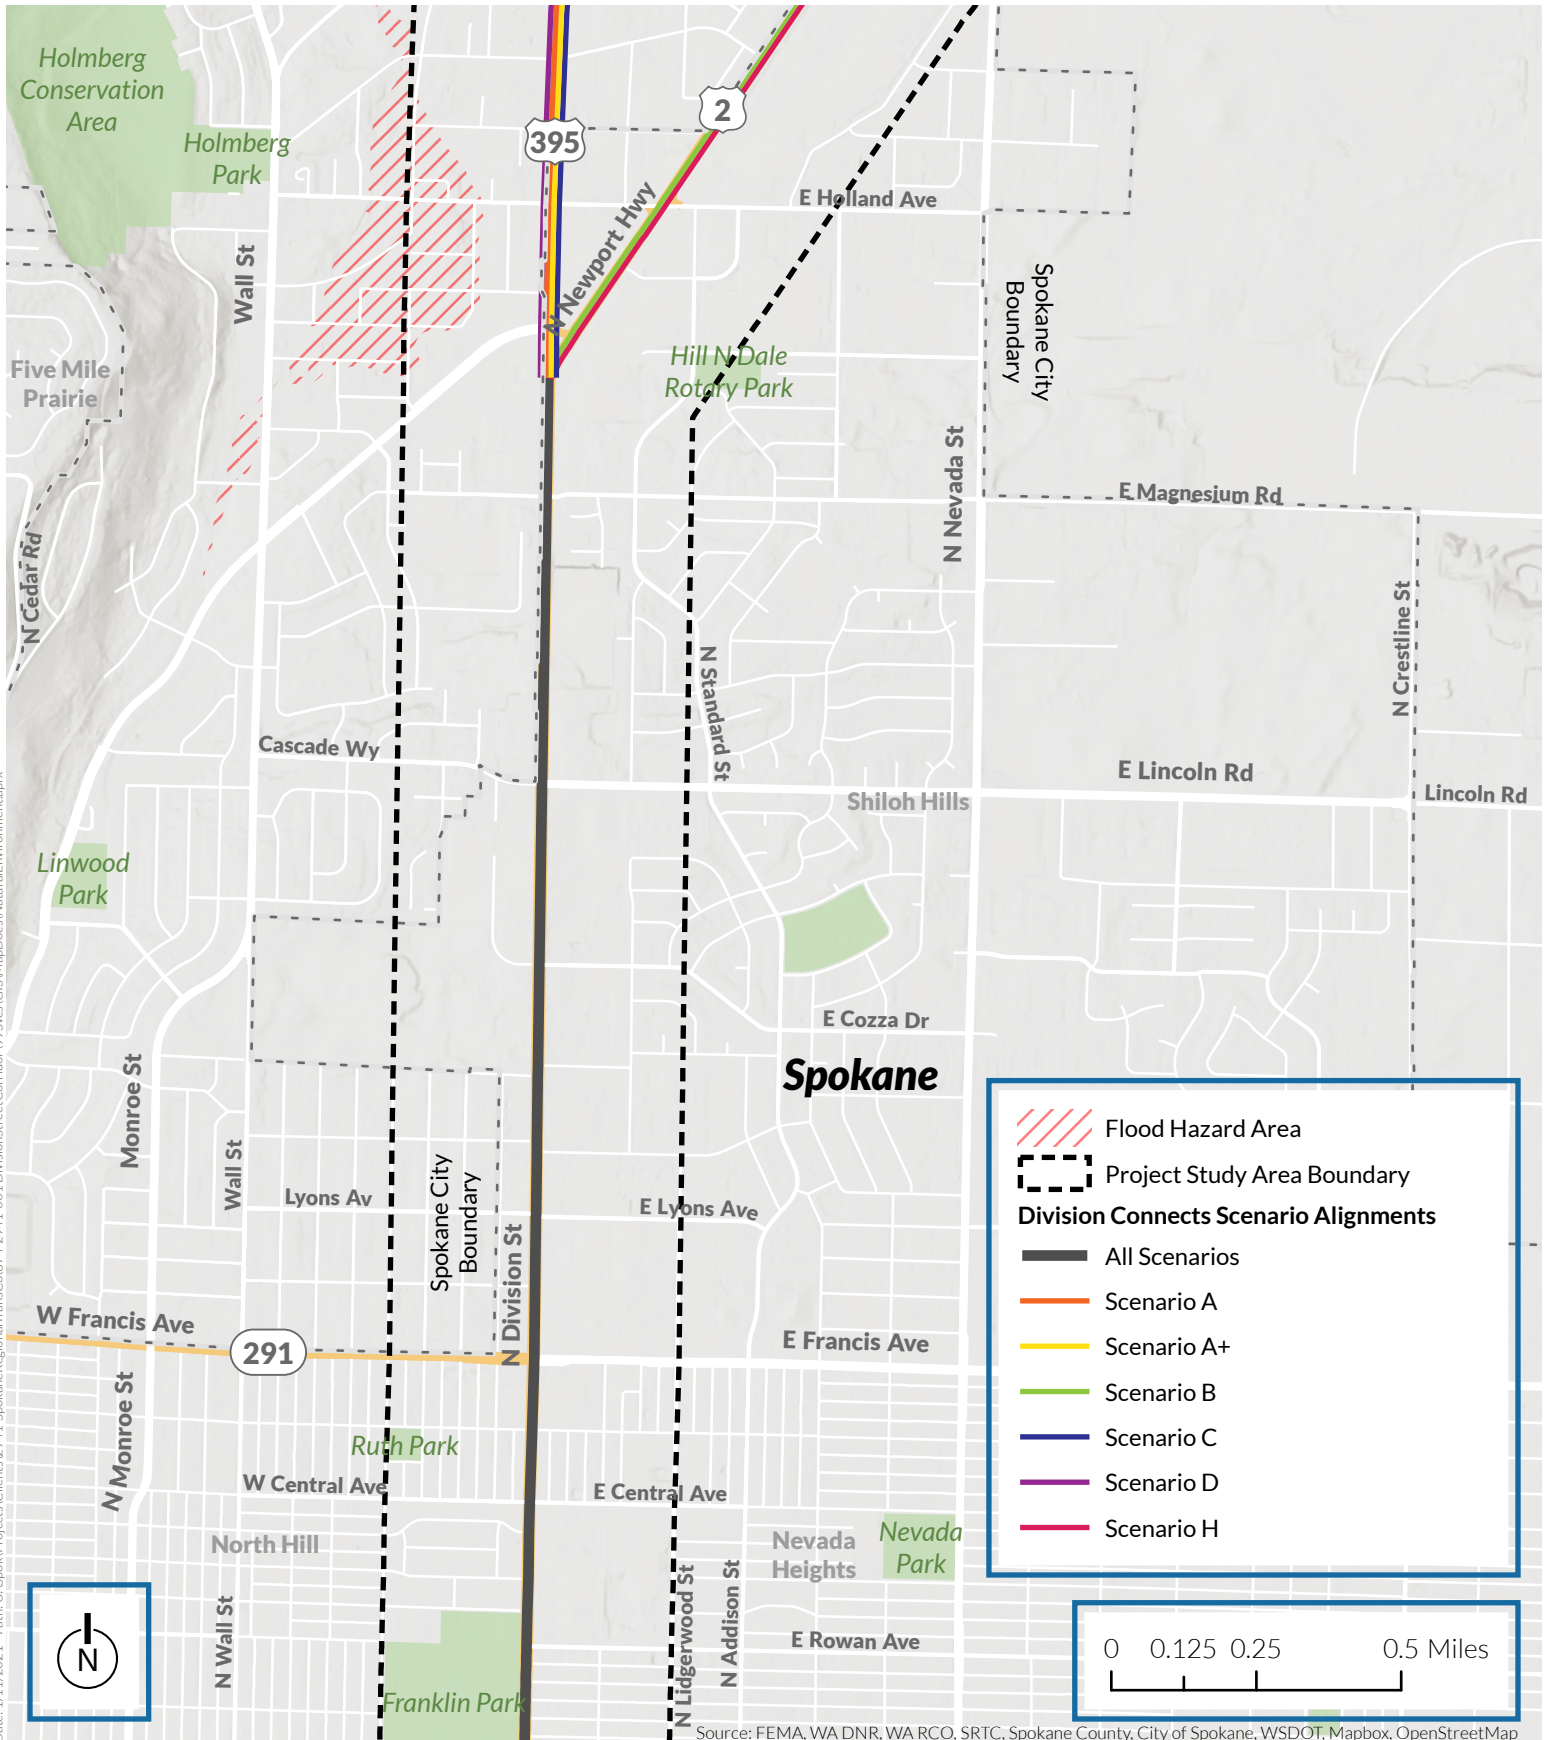 Holmberg
Conservation
Area
Holmberg
Park
395
2
N Newport Hwy
E Holland Ave
Wall St
Spokane City
Boundary
Five Mile
Prairie
Hill N Dale
Rotary Park
N Nevada St
E Magnesium Rd
N Cedar Rd
N Crestline St
N Standard St
Cascade Wy
E Lincoln Rd
Lincoln Rd
Shiloh Hills
Linwood
Park
E Cozza Dr
Spokane
Monroe St
Wall St
Lyons Av
Spokane City
Boundary
N Division St
E Lyons Ave
W Francis Ave
291
E Francis Ave
N Monroe St
Ruth Park
W Central Ave
E Central Ave
North Hill
Nevada
Heights
Nevada
Park
N Wall St
N Lidgerwood St
N Addison St
E Rowan Ave
Franklin Park
Flood Hazard Area
Project Study Area Boundary
Division Connects Scenario Alignments
All Scenarios
Scenario A
Scenario A+
Scenario B
Scenario C
Scenario D
Scenario H
N
0 0.125 0.25 0.5 Miles
Source: FEMA, WA DNR, WA RCO, SRTC, Spokane County, City of Spokane, WSDOT, Mapbox, OpenStreetMap